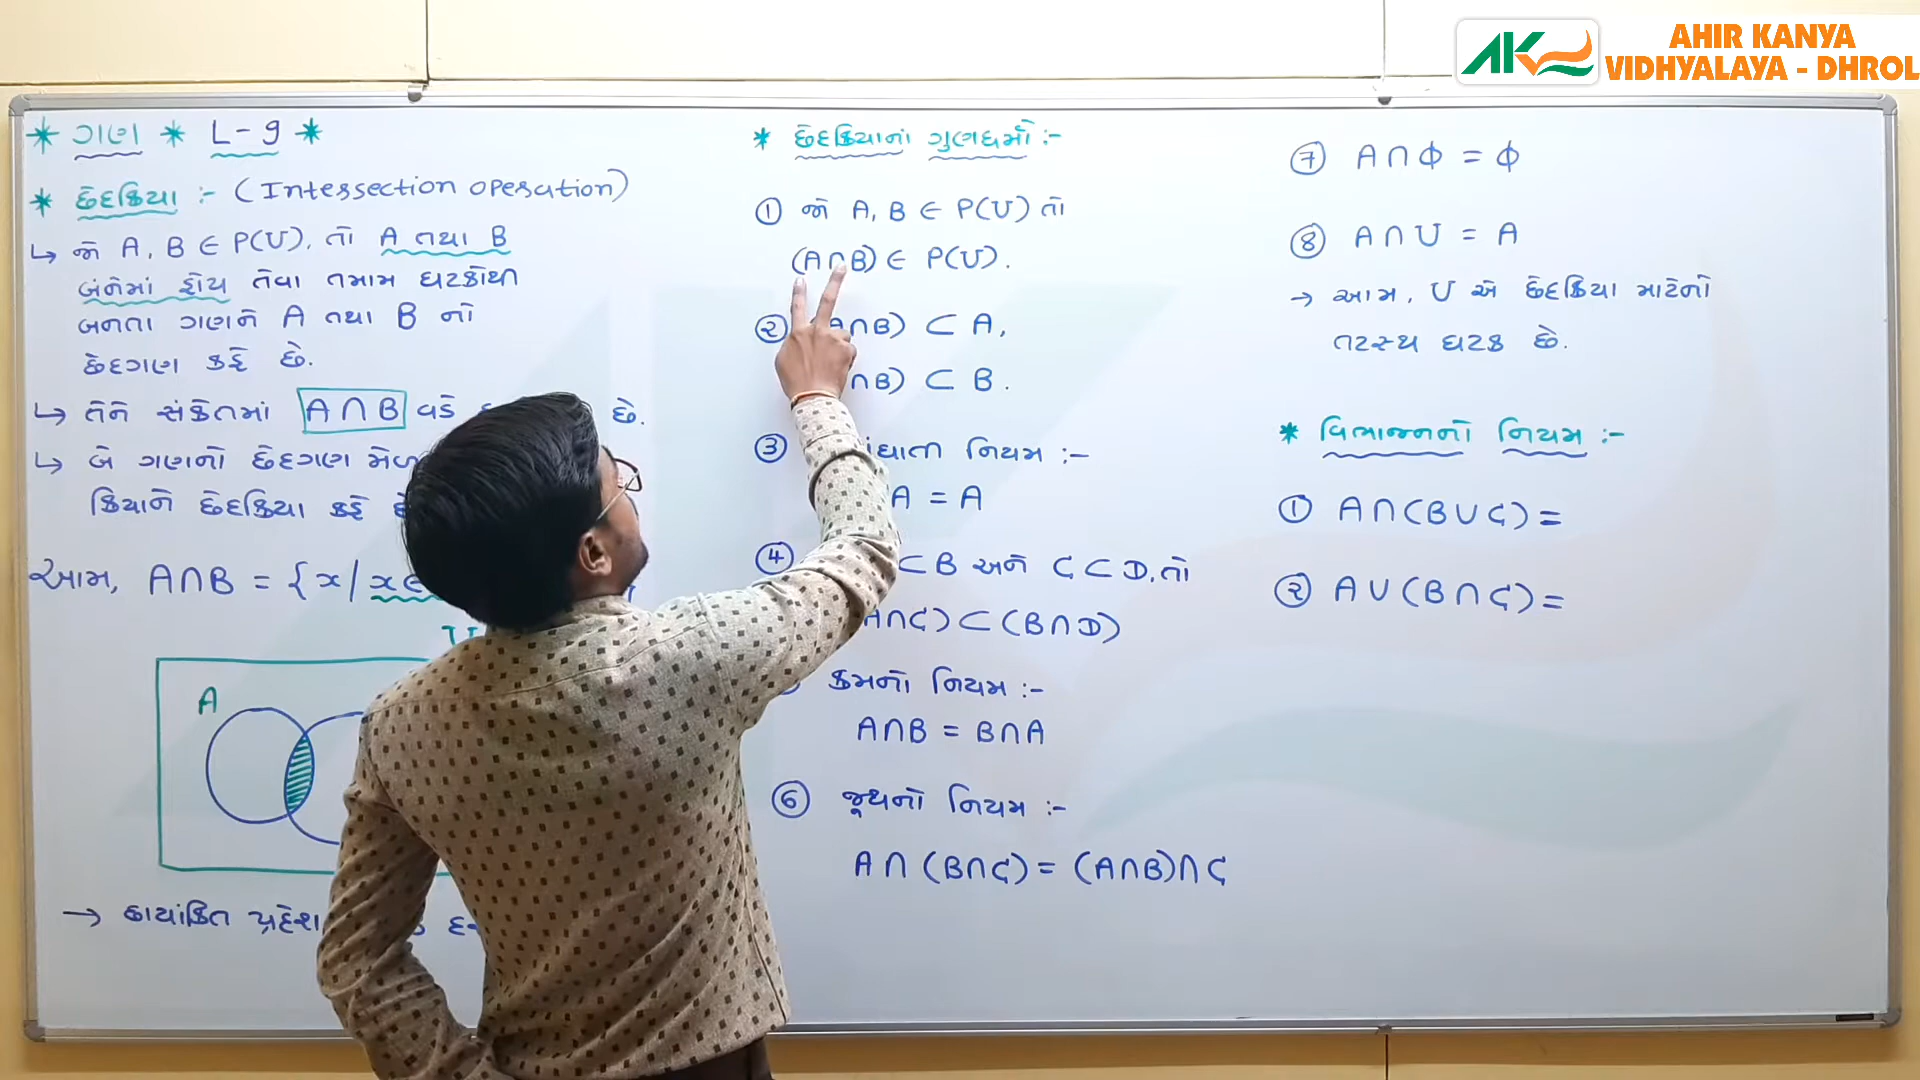 * ગણ * L-9 *
* છેદક્રિયા :- (Intersection operation)
↳ જો A, B ∈ P(U), તો A તથા B
બંનેમાં હોય તેવા તમામ ઘટકોથી
બનતા ગણને A તથા B નો
છેદગણ કહે છે.
↳ તેને સંકેતમાં A∩B વડે છે.
↳ બે ગણનો છેદગણ
ક્રિયાને છેદક્રિયા કહે
આમ, A∩B = {x/x∈
U
A
→ છાયાંકિત પ્રદેશ
* છેદક્રિયાનાં ગુણધર્મો :-
① જો A, B ∈ P(U) તો
(A∩B) ∈ P(U).
② A∩B) ⊂ A,
∩B) ⊂ B.
③ નિયમ :-
A = A
④ ⊂B અને C⊂D, તો
A∩C) ⊂ (B∩D)
ક્રમનો નિયમ :-
A∩B = B∩A
⑥ જૂથનો નિયમ :-
A∩(B∩C) = (A∩B)∩C
⑦ A∩Φ = Φ
⑧ A∩U = A
→ આમ, U એ છેદક્રિયા માટેનો
તટસ્થ ઘટક છે.
* વિભાજનનો નિયમ :-
① A∩(B∪C) =
② A∪(B∩C) =
AK
AHIR KANYA
VIDHYALAYA - DHROL